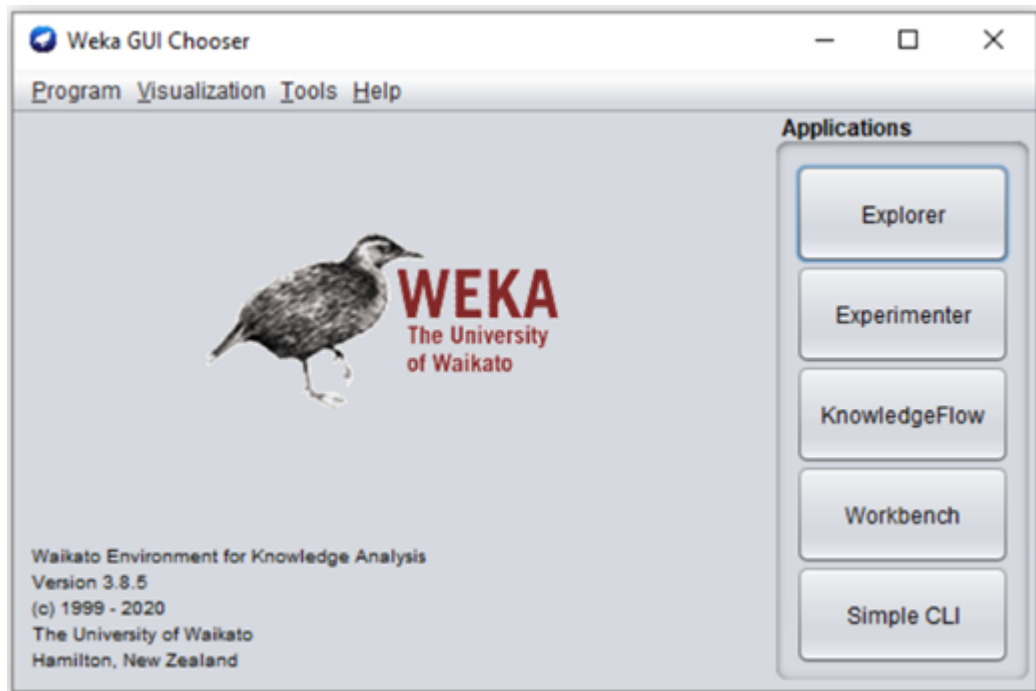 Weka GUI Chooser
Program Visualization Tools Help
Applications
Explorer
Experimenter
KnowledgeFlow
Workbench
Simple CLI
WEKA
The University
of Waikato
Waikato Environment for Knowledge Analysis
Version 3.8.5
(c) 1999 - 2020
The University of Waikato
Hamilton, New Zealand